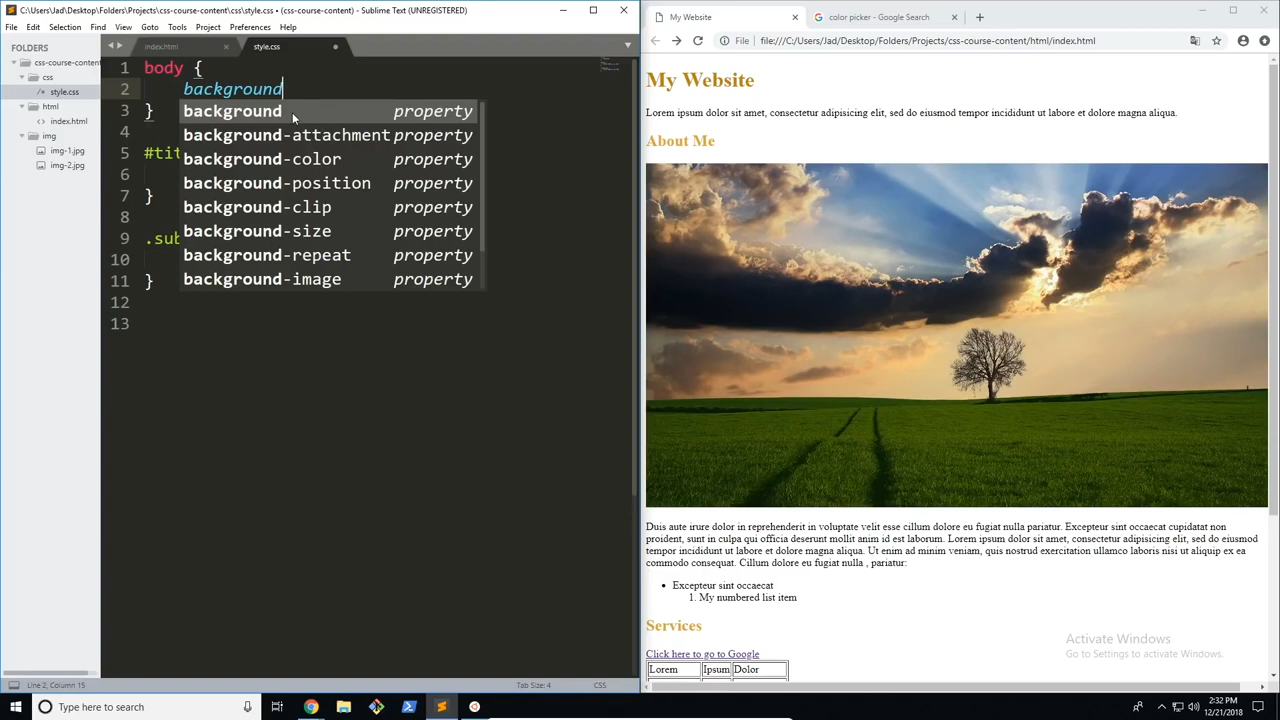 C:\Users\Jad\Desktop\Folders\Projects\css-course-content\css\style.css • (css-course-content) - Sublime Text (UNREGISTERED)
File Edit Selection Find View Goto Tools Project Preferences Help
FOLDERS
css-course-conten
css
style.css
html
index.html
img
img-1.jpg
img-2.jpg
index.html
style.css
1 body {
2 background
3 }
4
5 #tit
6
7 }
8
9 .sub
10
11 }
12
13
background property
background-attachment property
background-color property
background-position property
background-clip property
background-size property
background-repeat property
background-image property
Line 2, Column 15
Tab Size: 4
CSS
My Website
color picker - Google Search
File file:///C:/Users/Jad/Desktop/Folders/Projects/css-course-content/html/index.html
My Website
Lorem ipsum dolor sit amet, consectetur adipisicing elit, sed do eiusmod tempor incididunt ut labore et dolore magna aliqua.
About Me
Duis aute irure dolor in reprehenderit in voluptate velit esse cillum dolore eu fugiat nulla pariatur. Excepteur sint occaecat cupidatat non
proident, sunt in culpa qui officia deserunt mollit anim id est laborum. Lorem ipsum dolor sit amet, consectetur adipisicing elit, sed do eiusmod
tempor incididunt ut labore et dolore magna aliqua. Ut enim ad minim veniam, quis nostrud exercitation ullamco laboris nisi ut aliquip ex ea
commodo consequat. Cillum dolore eu fugiat nulla , pariatur:
• Excepteur sint occaecat
1. My numbered list item
Services
Click here to go to Google
Lorem Ipsum Dolor
Activate Windows
Go to Settings to activate Windows.
Type here to search
2:32 PM
12/21/2018